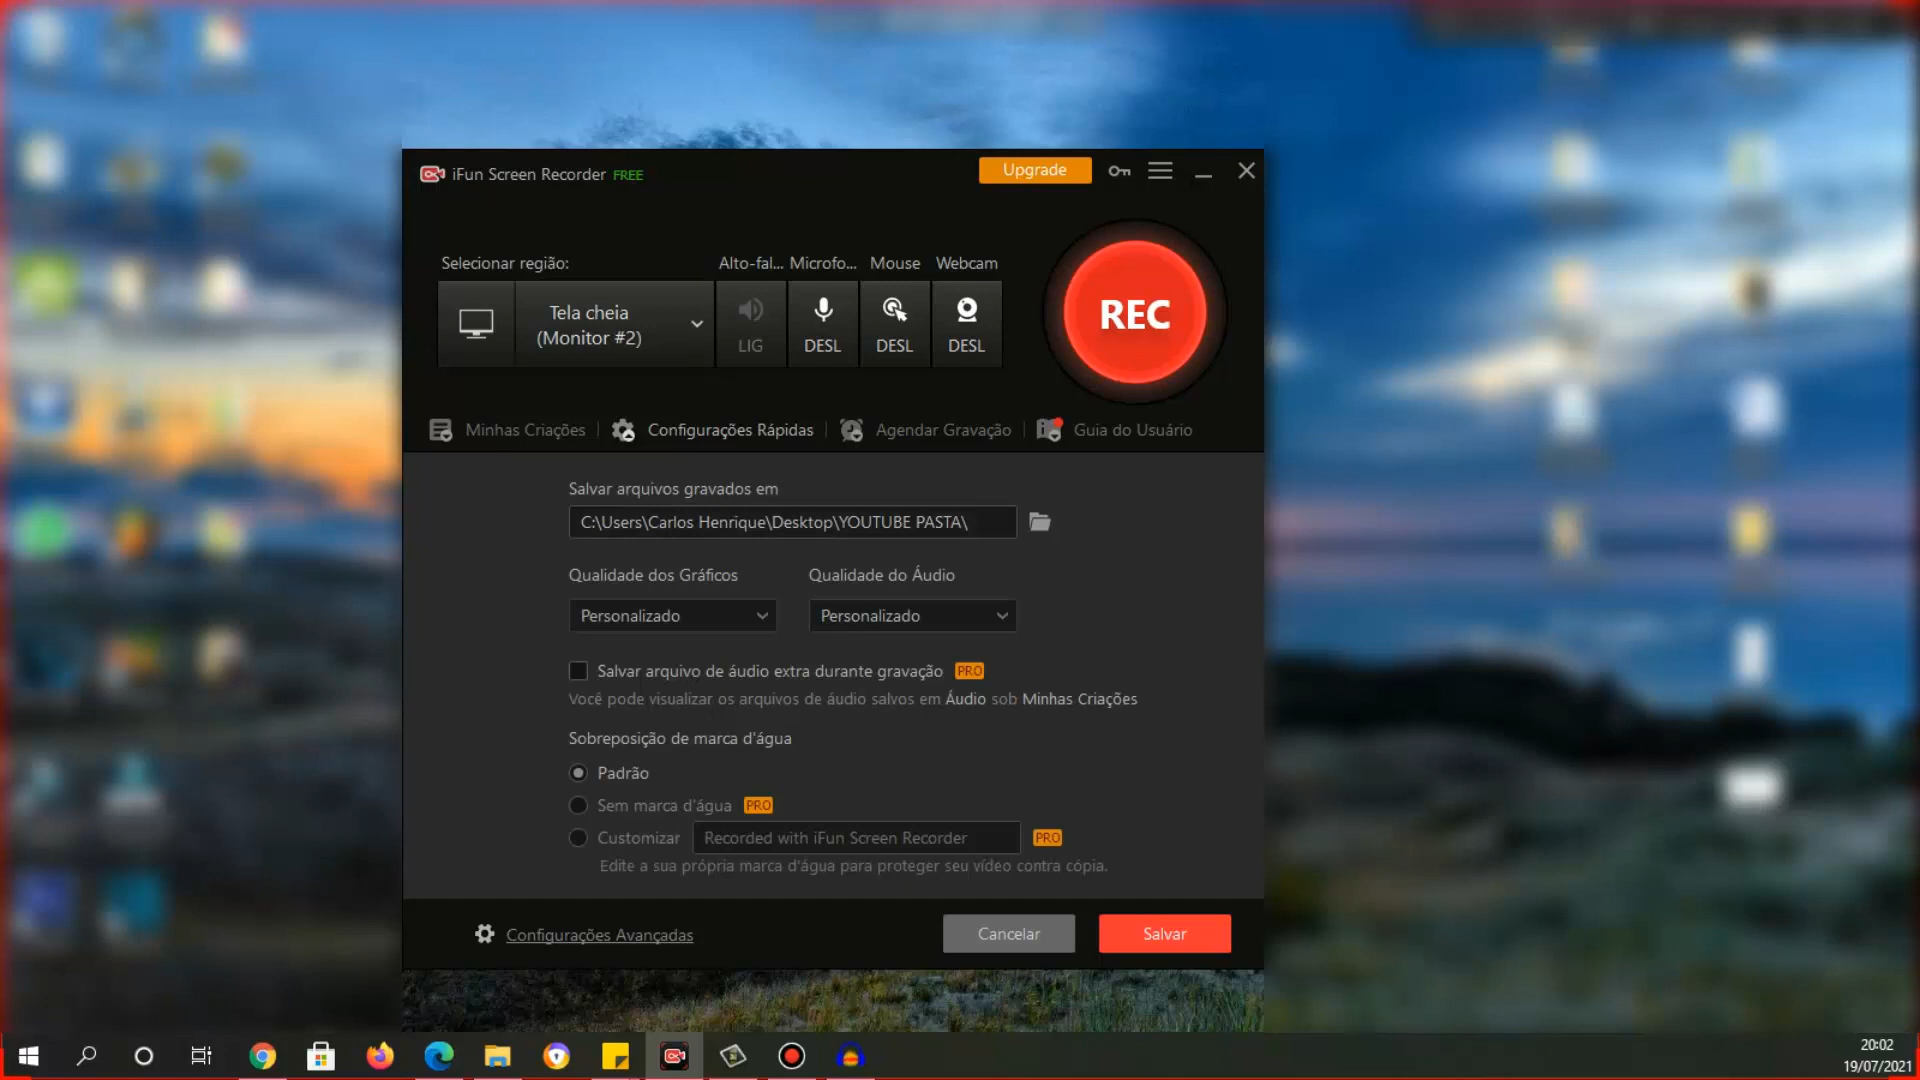 iFun Screen Recorder FREE
Upgrade
Selecionar região:
Alto-fal... Microfo... Mouse Webcam
Tela cheia
(Monitor #2)
LIG DESL DESL DESL
REC
Minhas Criações Configurações Rápidas Agendar Gravação Guia do Usuário
Salvar arquivos gravados em
C:\Users\Carlos Henrique\Desktop\YOUTUBE PASTA\
Qualidade dos Gráficos Qualidade do Áudio
Personalizado Personalizado
Salvar arquivo de áudio extra durante gravação PRO
Você pode visualizar os arquivos de áudio salvos em Áudio sob Minhas Criações
Sobreposição de marca d'água
Padrão
Sem marca d'água PRO
Customizar Recorded with iFun Screen Recorder PRO
Edite a sua própria marca d'água para proteger seu vídeo contra cópia.
Configurações Avançadas Cancelar Salvar
20:02
19/07/2021